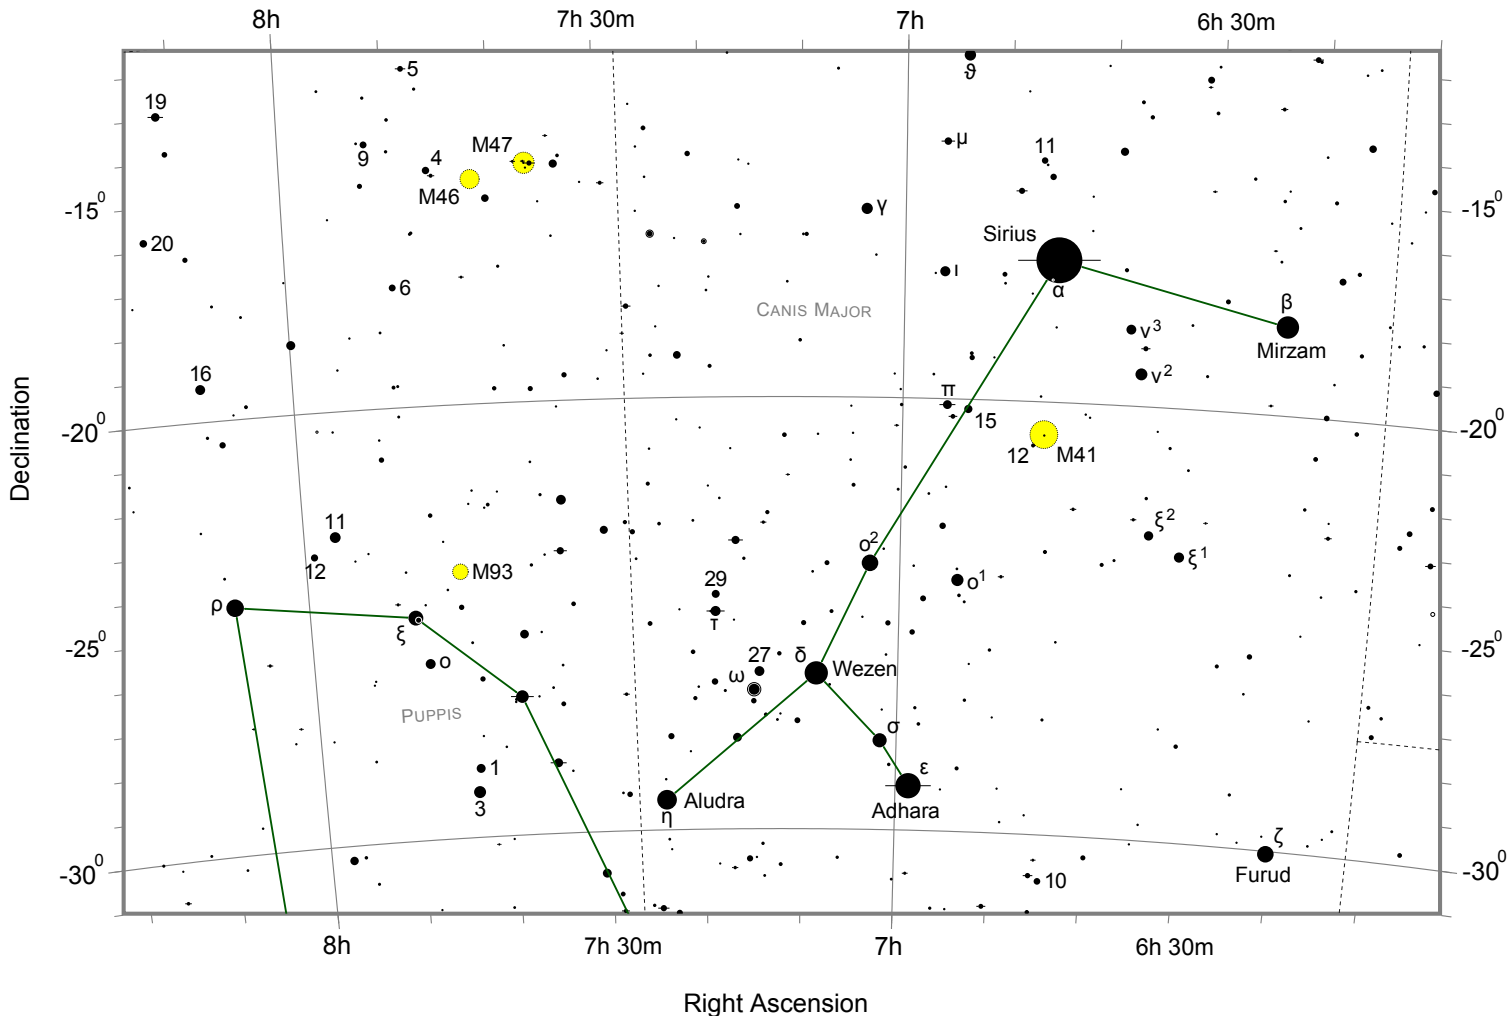 8h
7h 30m
7h
6h 30m
5
ϑ
19
M47
μ
11
9
4
M46
-15⁰
γ
-15⁰
Sirius
20
ι
6
α
β
CANIS MAJOR
ν³
Mirzam
ν²
16
π
15
-20⁰
-20⁰
12
M41
Declination
11
ξ²
ο²
ξ¹
12
M93
ο¹
29
ρ
τ
ξ
-25⁰
ο
27
δ
-25⁰
ω
Wezen
PUPPIS
σ
1
ε
3
Aludra
Adhara
η
ζ
-30⁰
Furud
-30⁰
10
8h
7h 30m
7h
6h 30m
Right Ascension